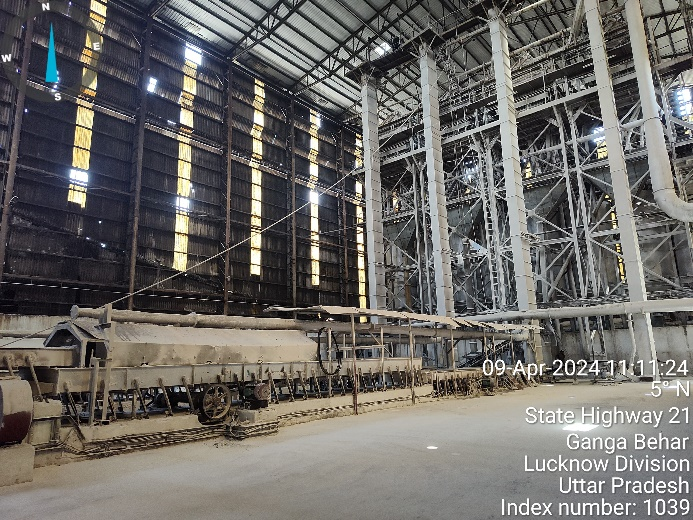 N
E
W
S
09-Apr-2024 11:11:24
5° N
State Highway 21
Ganga Behar
Lucknow Division
Uttar Pradesh
Index number: 1039